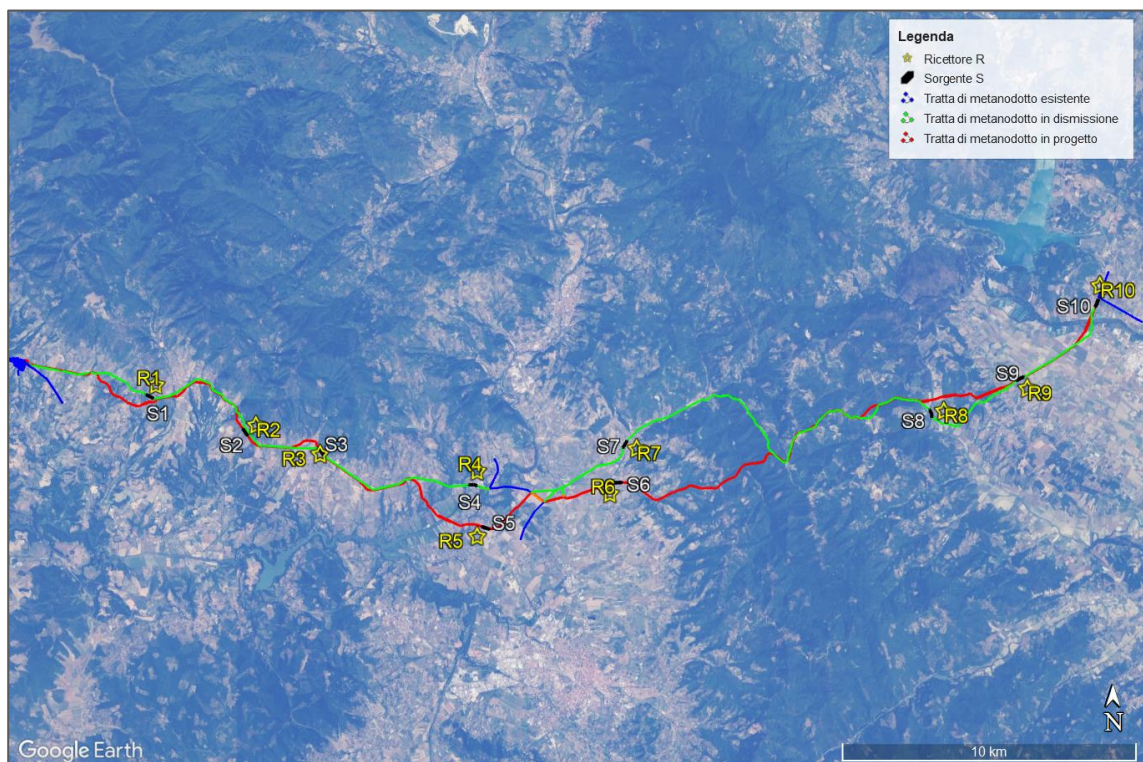 Legenda
Ricettore R
Sorgente S
Tratta di metanodotto esistente
Tratta di metanodotto in dismissione
Tratta di metanodotto in progetto
R10
S10
R1
S1
S9
R9
R2
S2
S3
R3
S8
R8
S7
R7
R4
S4
R6
S6
S5
R5
N
Google Earth
10 km